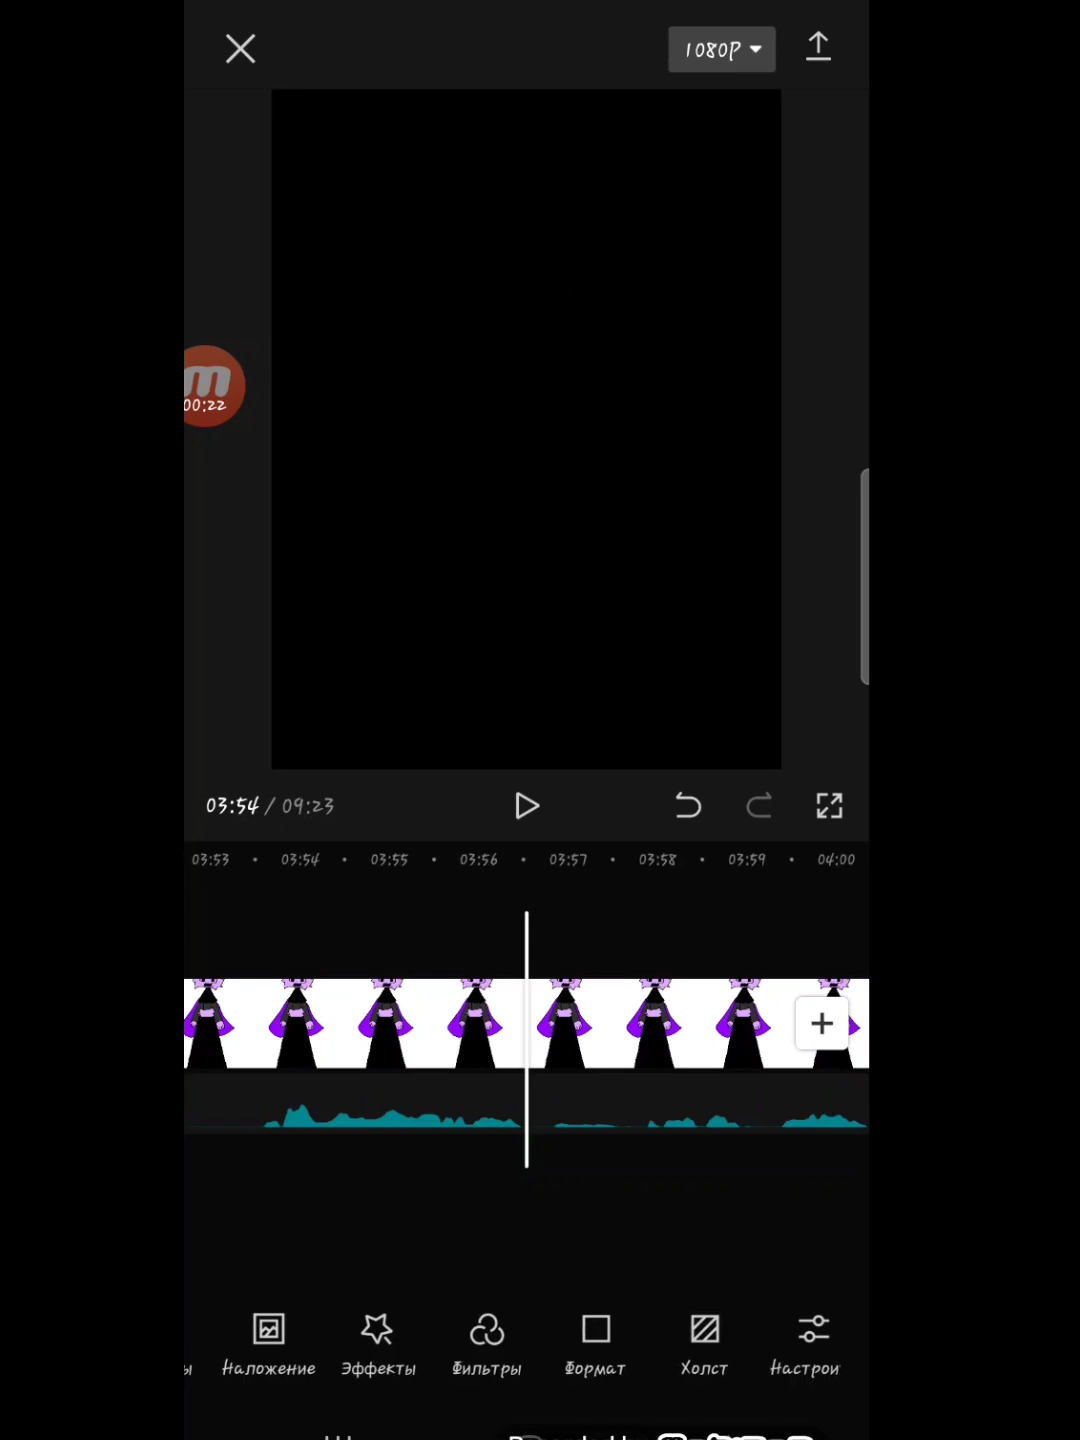 1080P
m
00:22
03:54 / 09:23
03:53 03:54 03:55 03:56 03:57 03:58 03:59 04:00
ы Наложение Эффекты Фильтры Формат Холст Настрои